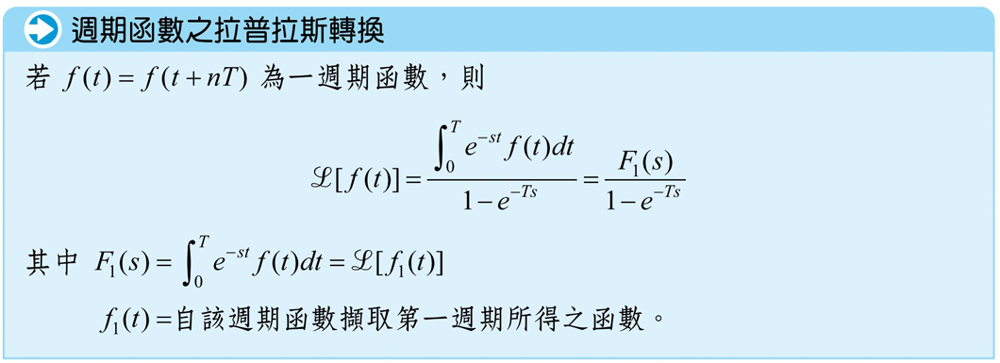 週期函數之拉普拉斯轉換
若 f(t) = f(t + nT) 為一週期函數，則
ℒ[f(t)] = \frac{\int_0^T e^{-st} f(t)dt}{1 - e^{-Ts}} = \frac{F_1(s)}{1 - e^{-Ts}}
其中 F_1(s) = \int_0^T e^{-st} f(t)dt = ℒ[f_1(t)]
f_1(t) =自該週期函數擷取第一週期所得之函數。